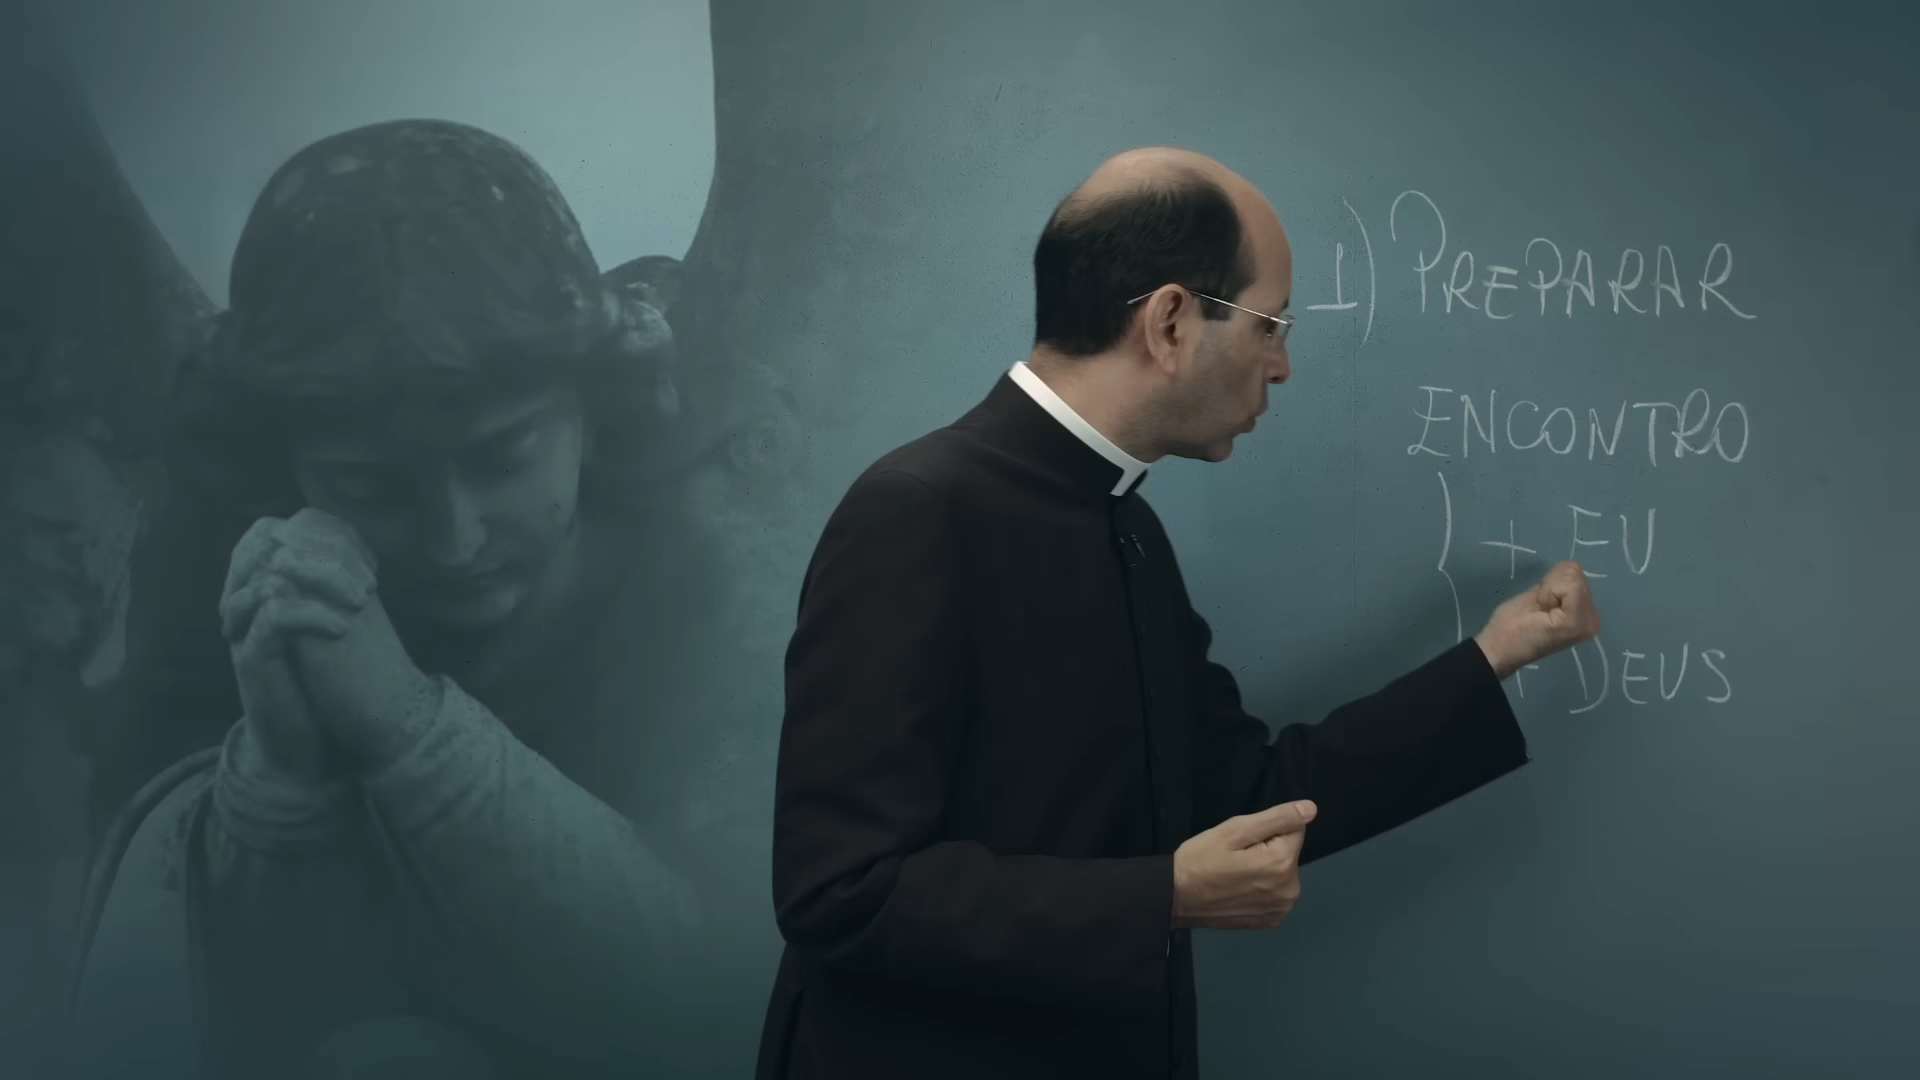 1) PREPARAR
ENCONTRO
+ EU
+ DEUS